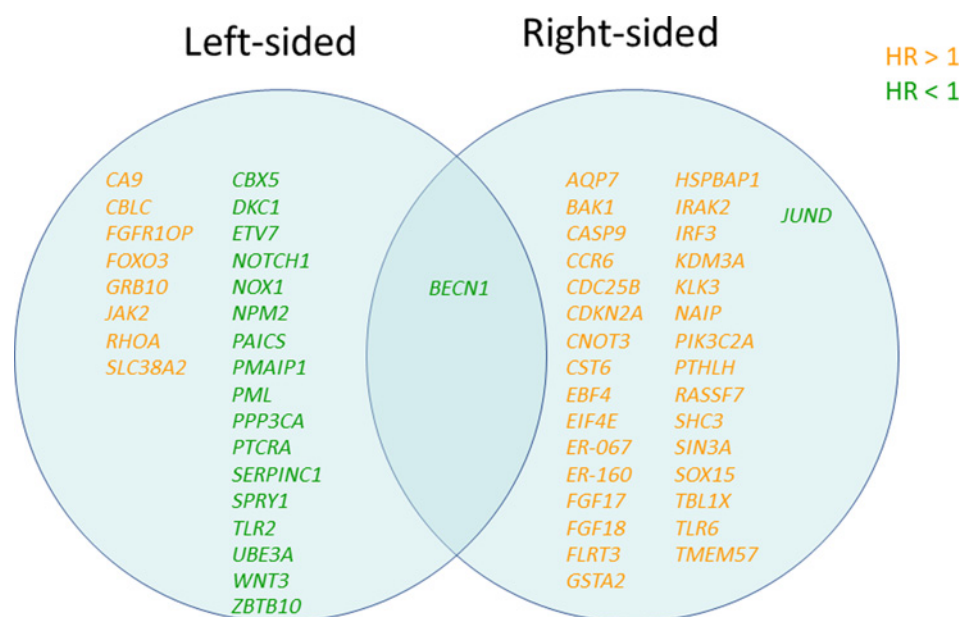 Left-sided
Right-sided
HR > 1
HR < 1
CA9
CBLC
FGFR1OP
FOXO3
GRB10
JAK2
RHOA
SLC38A2
CBX5
DKC1
ETV7
NOTCH1
NOX1
NPM2
PAICS
PMAIP1
PML
PPP3CA
PTCRA
SERPINC1
SPRY1
TLR2
UBE3A
WNT3
ZBTB10
BECN1
AQP7
BAK1
CASP9
CCR6
CDC25B
CDKN2A
CNOT3
CST6
EBF4
EIF4E
ER-067
ER-160
FGF17
FGF18
FLRT3
GSTA2
HSPBAP1
IRAK2
IRF3
KDM3A
KLK3
NAIP
PIK3C2A
PTHLH
RASSF7
SHC3
SIN3A
SOX15
TBL1X
TLR6
TMEM57
JUND